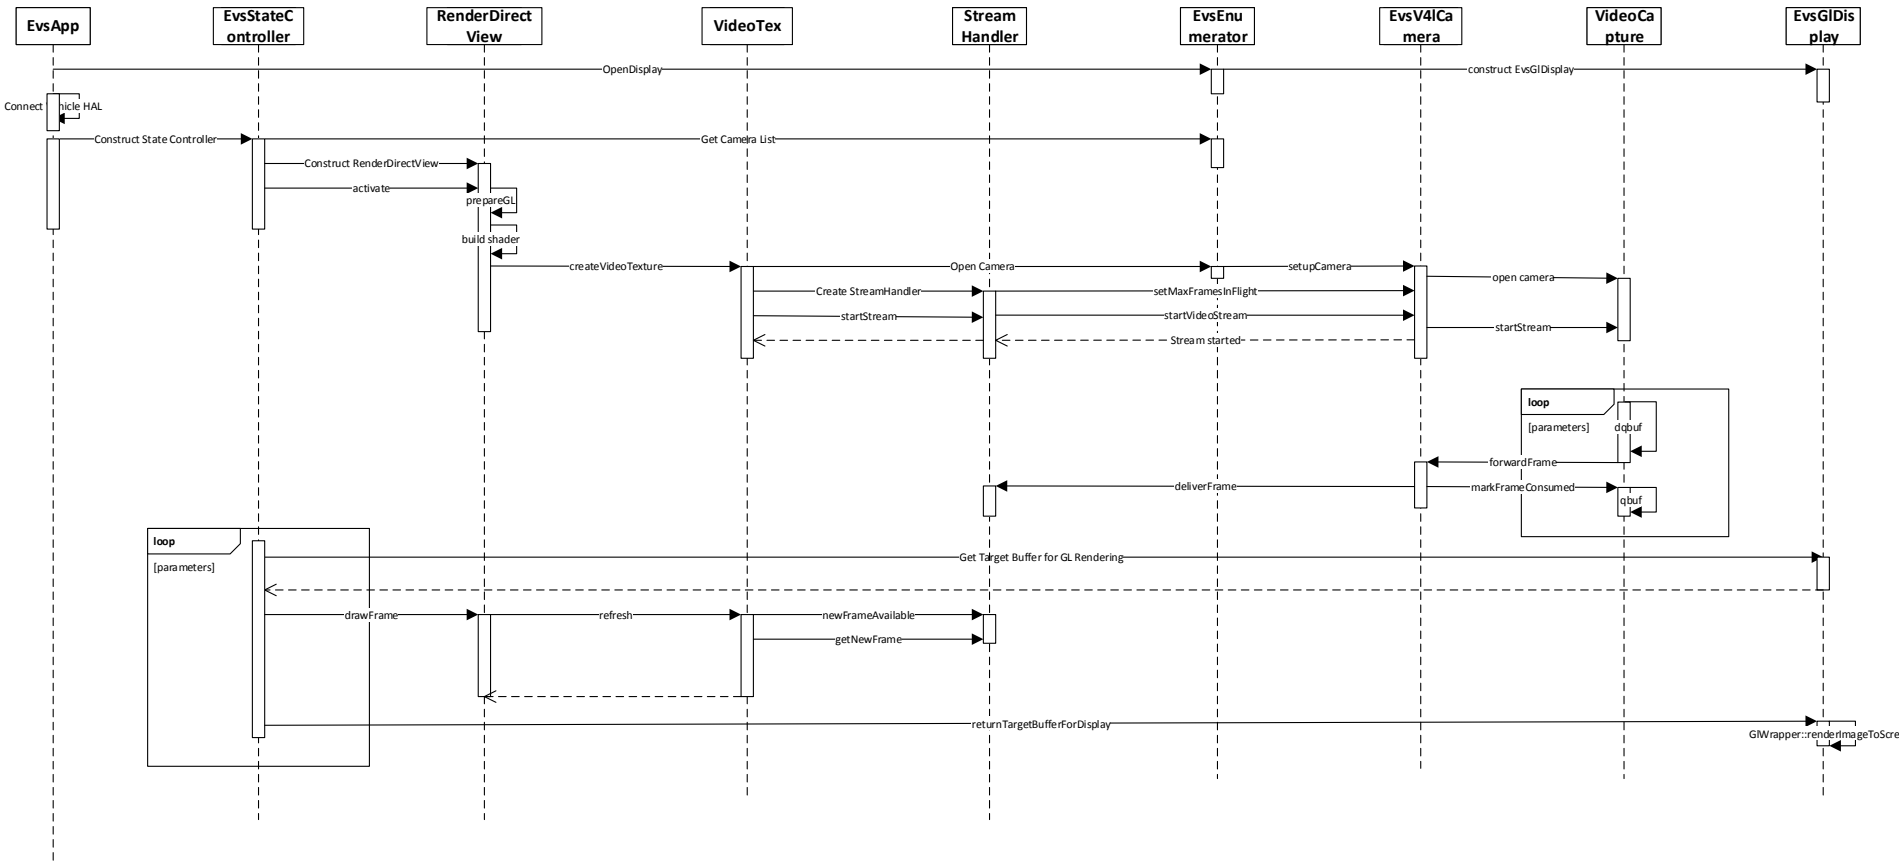 EvsApp
EvsStateC
ontroller
RenderDirect
View
VideoTex
Stream
Handler
EvsEnu
merator
EvsV4lCa
mera
VideoCa
pture
EvsGlDis
play
OpenDisplay
construct EvsGlDisplay
Connect Vehicle HAL
Construct State Controller
Get Camera List
Construct RenderDirectView
activate
prepareGL
build shader
createVideoTexture
Open Camera
setupCamera
open camera
Create StreamHandler
setMaxFramesInFlight
startStream
startVideoStream
startStream
Stream started
loop
[parameters]
dqbuf
forwardFrame
deliverFrame
markFrameConsumed
qbuf
loop
[parameters]
Get Target Buffer for GL Rendering
drawFrame
refresh
newFrameAvailable
getNewFrame
returnTargetBufferForDisplay
GlWrapper::renderImageToScre